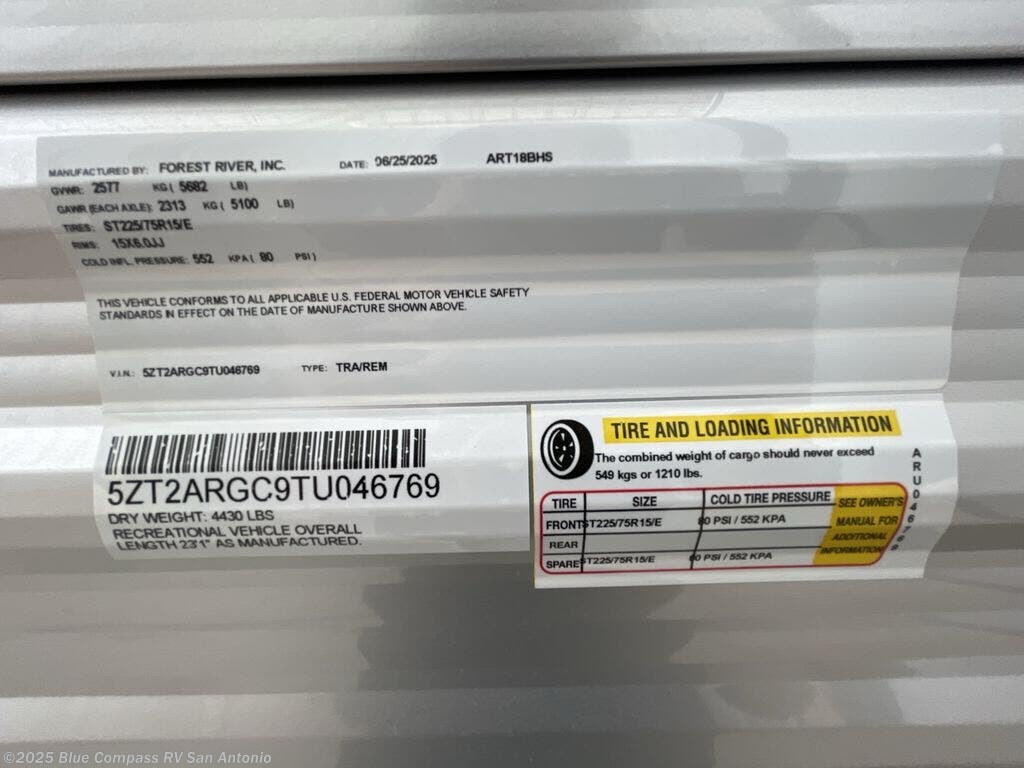 MANUFACTURED BY: FOREST RIVER, INC. DATE: 06/25/2025 ART18BHS
GVWR: 2577 KG ( 5682 LB)
GAWR (EACH AXLE): 2313 KG ( 5100 LB)
TIRES: ST225/75R15/E
RIMS: 15X6.0JJ
COLD INFL. PRESSURE: 552 KPA ( 80 PSI )
THIS VEHICLE CONFORMS TO ALL APPLICABLE U.S. FEDERAL MOTOR VEHICLE SAFETY
STANDARDS IN EFFECT ON THE DATE OF MANUFACTURE SHOWN ABOVE.
V.I.N.: 5ZT2ARGC9TU046769 TYPE: TRA/REM
5ZT2ARGC9TU046769
DRY WEIGHT: 4430 LBS
RECREATIONAL VEHICLE OVERALL
LENGTH 23'1" AS MANUFACTURED.
TIRE AND LOADING INFORMATION
The combined weight of cargo should never exceed
549 kgs or 1210 lbs.
TIRE SIZE COLD TIRE PRESSURE
FRONT ST225/75R15/E 80 PSI / 552 KPA
REAR
SPARE ST225/75R15/E 80 PSI / 552 KPA
SEE OWNER'S
MANUAL FOR
ADDITIONAL
INFORMATION
ARU046769
©2025 Blue Compass RV San Antonio